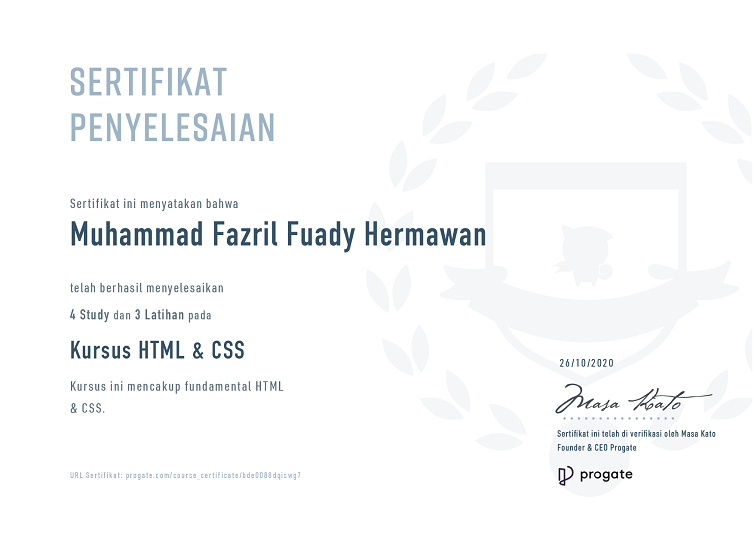 SERTIFIKAT
PENYELESAIAN
Sertifikat ini menyatakan bahwa
Muhammad Fazril Fuady Hermawan
telah berhasil menyelesaikan
4 Study dan 3 Latihan pada
Kursus HTML & CSS
Kursus ini mencakup fundamental HTML
& CSS.
26/10/2020
Masa Kato
Sertifikat ini telah di verifikasi oleh Masa Kato
Founder & CEO Progate
progate
URL Sertifikat: progate.com/course_certificate/bde0088dqicwg7